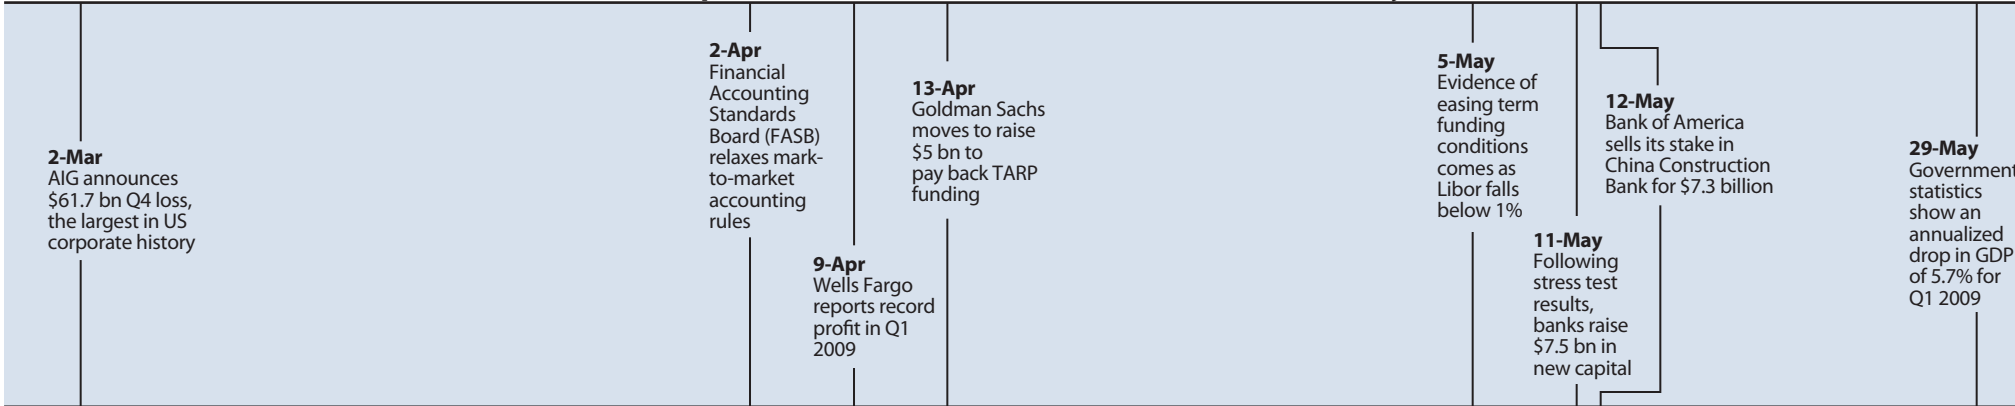 2-Mar
AIG announces
$61.7 bn Q4 loss,
the largest in US
corporate history
2-Apr
Financial
Accounting
Standards
Board (FASB)
relaxes mark-
to-market
accounting
rules
9-Apr
Wells Fargo
reports record
profit in Q1
2009
13-Apr
Goldman Sachs
moves to raise
$5 bn to
pay back TARP
funding
5-May
Evidence of
easing term
funding
conditions
comes as
Libor falls
below 1%
11-May
Following
stress test
results,
banks raise
$7.5 bn in
new capital
12-May
Bank of America
sells its stake in
China Construction
Bank for $7.3 billion
29-May
Government
statistics
show an
annualized
drop in GDP
of 5.7% for
Q1 2009